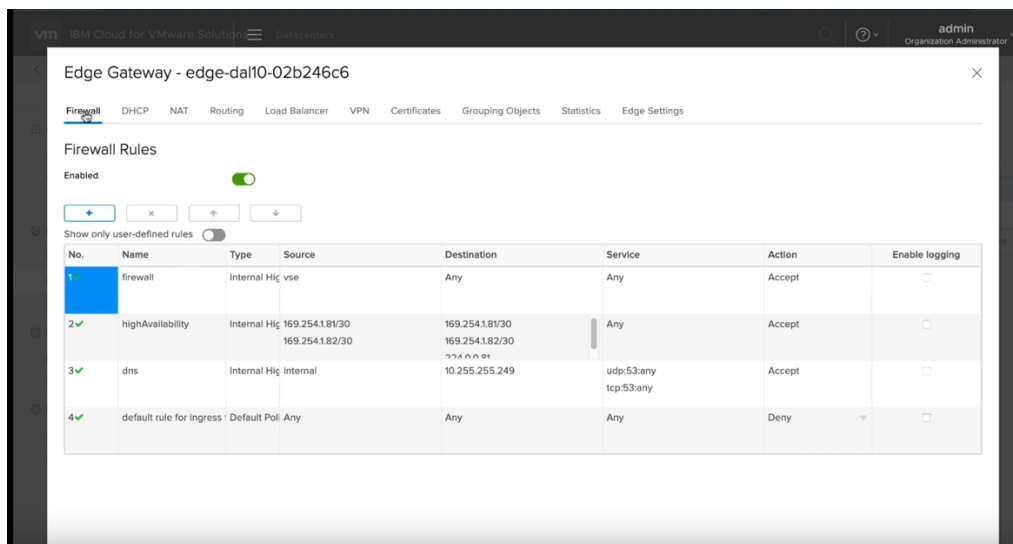 vm IBM Cloud for VMware Solutions Datacenters
admin
Organization Administrator
Edge Gateway - edge-dal10-02b246c6
Firewall DHCP NAT Routing Load Balancer VPN Certificates Grouping Objects Statistics Edge Settings
Firewall Rules
Enabled
Show only user-defined rules
No. Name Type Source Destination Service Action Enable logging
1 firewall Internal Hig vse Any Any Accept
2 highAvailability Internal Hig 169.254.1.81/30 169.254.1.81/30 Any Accept
169.254.1.82/30 169.254.1.82/30
224.0.0.81
3 dns Internal Hig internal 10.255.255.249 udp:53:any Accept
tcp:53:any
4 default rule for ingress Default Poli Any Any Any Deny